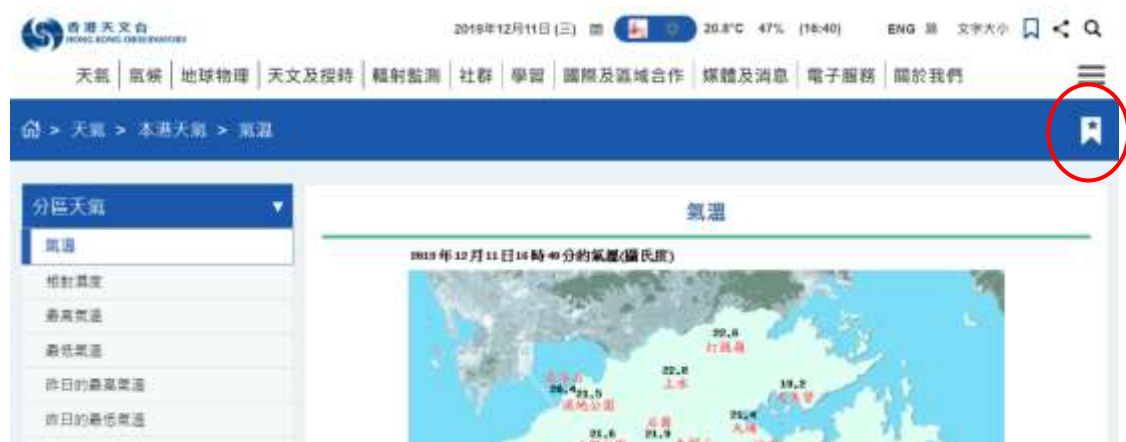 香港天文台
HONG KONG OBSERVATORY
2019年12月11日 (三) 20.8°C 47% (16:40) ENG 簡 文字大小
天氣 氣候 地球物理 天文及授時 輻射監測 社群 學習 國際及區域合作 媒體及消息 電子服務 關於我們
> 天氣 > 本港天氣 > 氣溫
分區天氣
氣溫
氣溫
相對濕度
最高氣溫
最低氣溫
昨日的最高氣溫
昨日的最低氣溫
2019年12月11日16時40分的氣溫(攝氏度)
22.6
打鼓嶺
22.8
上水
19.2
20.4
21.5
濕地公園
21.4
大埔
石崗
21.6
21.9